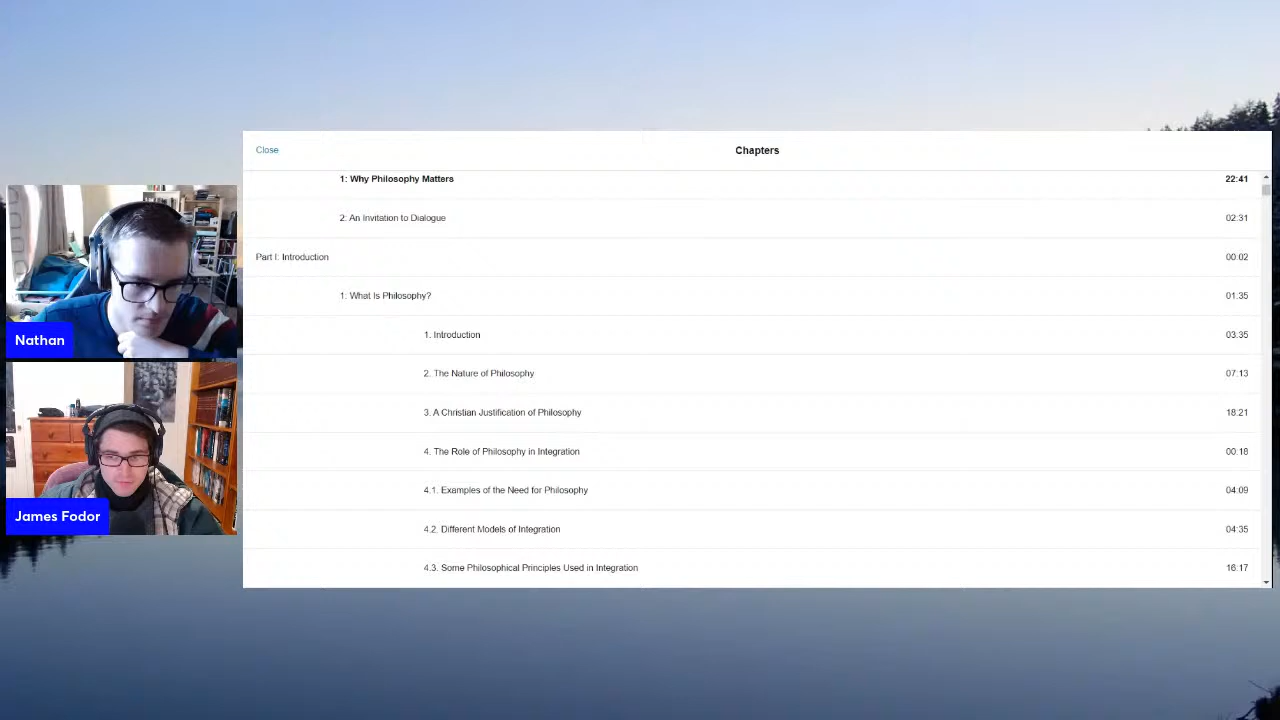 Close
Chapters
1: Why Philosophy Matters 22:41
2: An Invitation to Dialogue 02:31
Part I: Introduction 00:02
1: What Is Philosophy? 01:35
1. Introduction 03:35
2. The Nature of Philosophy 07:13
3. A Christian Justification of Philosophy 18:21
4. The Role of Philosophy in Integration 00:18
4.1. Examples of the Need for Philosophy 04:09
4.2. Different Models of Integration 04:35
4.3. Some Philosophical Principles Used in Integration 16:17
Nathan
James Fodor